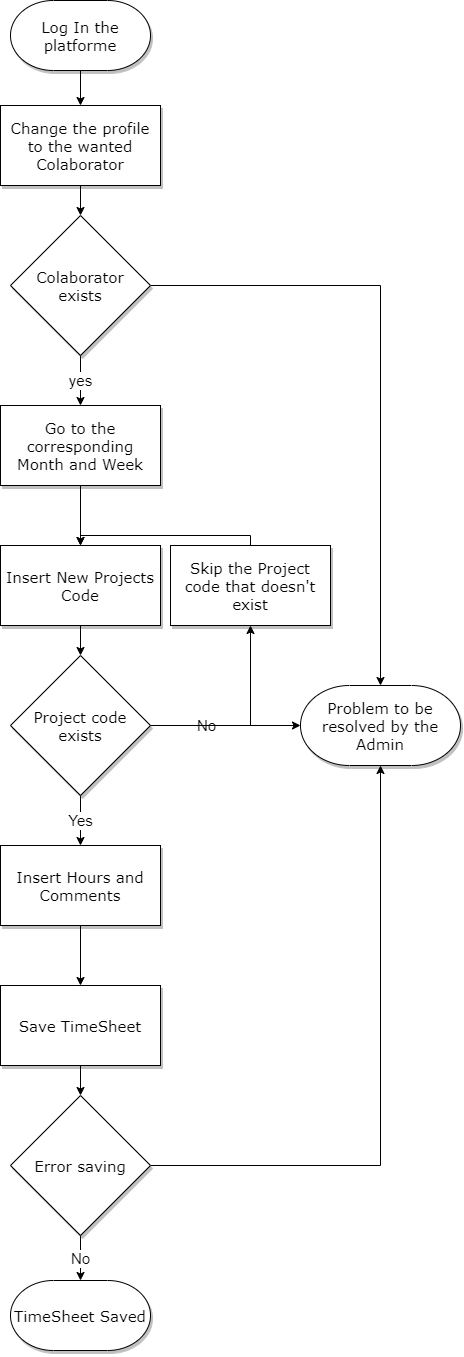 Log In the
platforme
Change the profile
to the wanted
Colaborator
Colaborator
exists
yes
Go to the
corresponding
Month and Week
Insert New Projects
Code
Skip the Project
code that doesn't
exist
Project code
exists
No
Problem to be
resolved by the
Admin
Yes
Insert Hours and
Comments
Save TimeSheet
Error saving
No
TimeSheet Saved